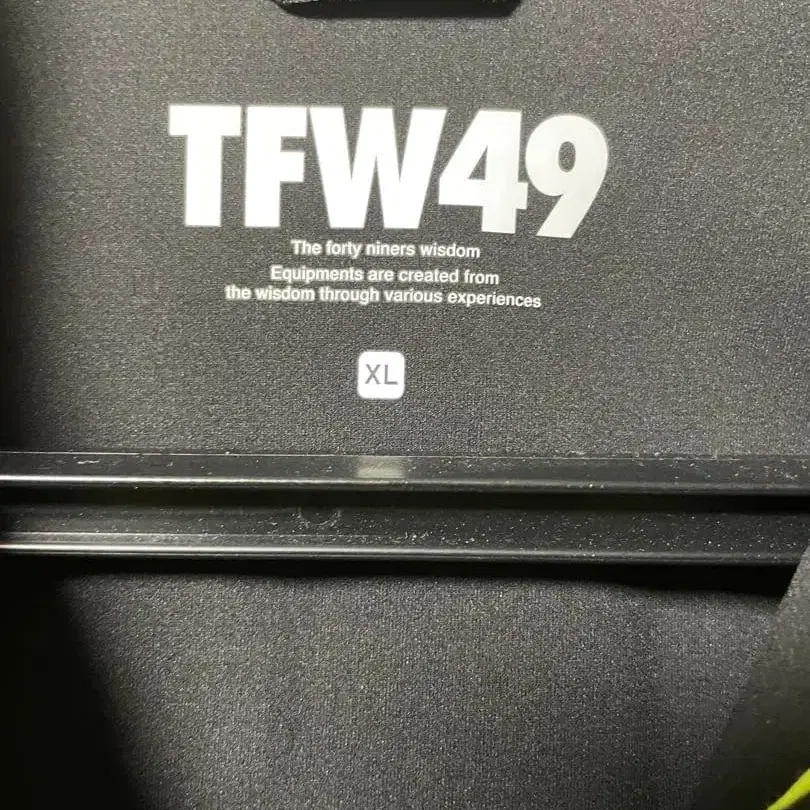 TFW49
The forty niners wisdom
Equipments are created from
the wisdom through various experiences
XL